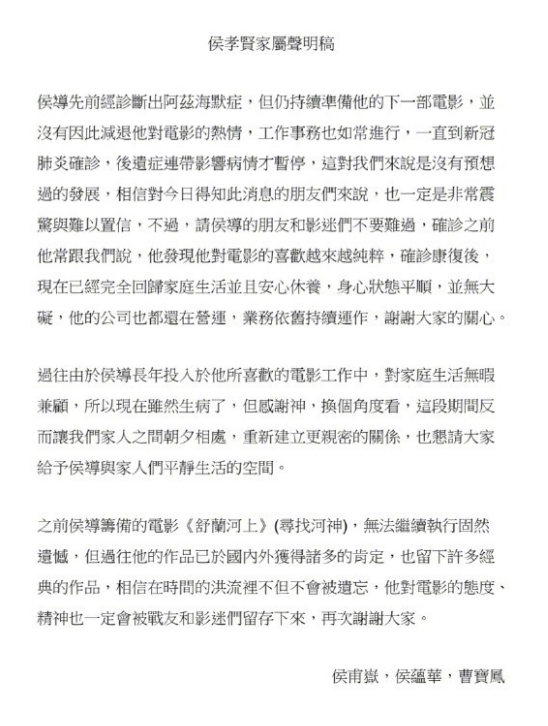 侯孝賢家屬聲明稿
侯導先前經診斷出阿茲海默症，但仍持續準備他的下一部電影，並
沒有因此減退他對電影的熱情，工作事務也如常進行，一直到新冠
肺炎確診，後遺症連帶影響病情才暫停，這對我們來說是沒有預想
過的發展，相信對今日得知此消息的朋友們來說，也一定是非常震
驚與難以置信，不過，請侯導的朋友和影迷們不要難過，確診之前
他常跟我們說，他發現他對電影的喜歡越來越純粹，確診康復後，
現在已經完全回歸家庭生活並且安心休養，身心狀態平順，並無大
礙，他的公司也都還在營運，業務依舊持續運作，謝謝大家的關心。
過往由於侯導長年投入於他所喜歡的電影工作中，對家庭生活無暇
兼顧，所以現在雖然生病了，但感謝神，換個角度看，這段期間反
而讓我們家人之間朝夕相處，重新建立更親密的關係，也懇請大家
給予侯導與家人們平靜生活的空間。
之前侯導籌備的電影《舒蘭河上》(尋找河神)，無法繼續執行固然
遺憾，但過往他的作品已於國內外獲得諸多的肯定，也留下許多經
典的作品，相信在時間的洪流裡不但不會被遺忘，他對電影的態度、
精神也一定會被戰友和影迷們留存下來，再次謝謝大家。
侯甫嶽，侯蘊華，曹寶鳳